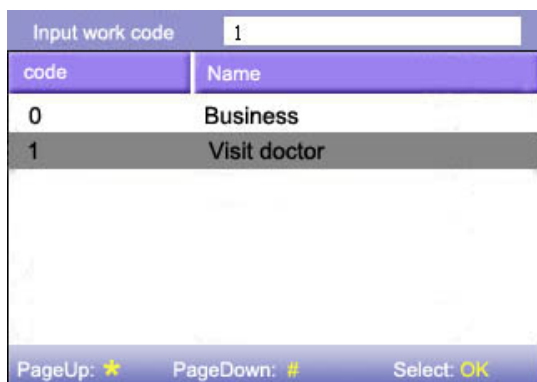 Input work code 1
code Name
0 Business
1 Visit doctor
PageUp: * PageDown: # Select: OK